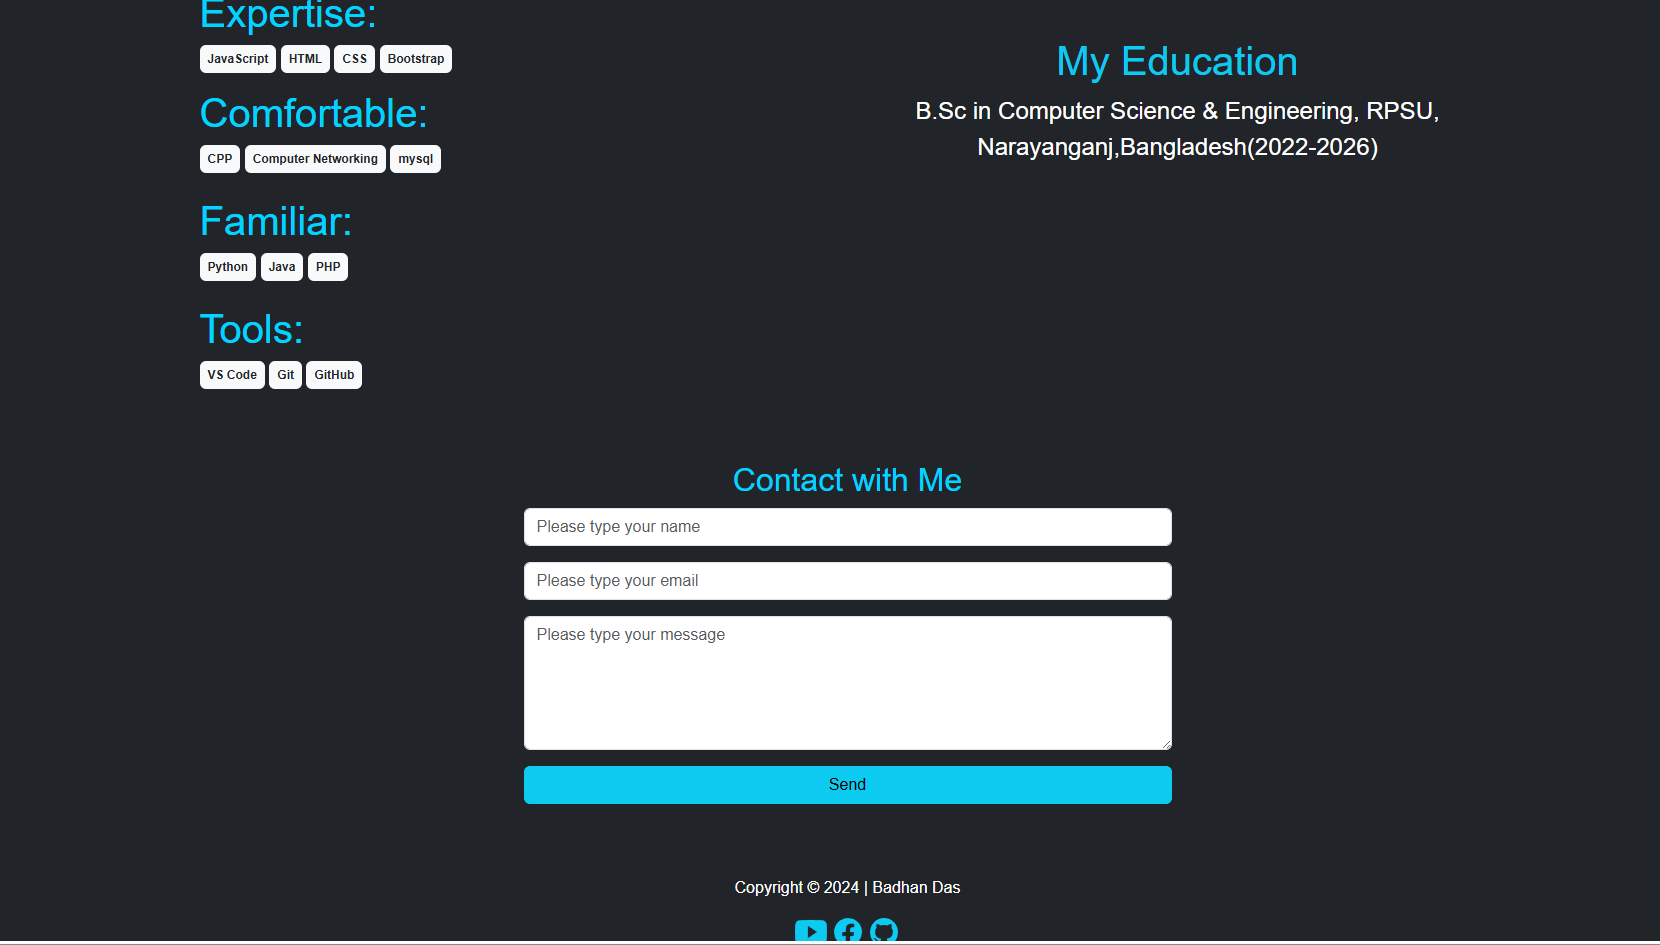 Expertise:
JavaScript HTML CSS Bootstrap
Comfortable:
CPP Computer Networking mysql
Familiar:
Python Java PHP
Tools:
VS Code Git GitHub
My Education
B.Sc in Computer Science & Engineering, RPSU,
Narayanganj,Bangladesh(2022-2026)
Contact with Me
Please type your name
Please type your email
Please type your message
Send
Copyright © 2024 | Badhan Das